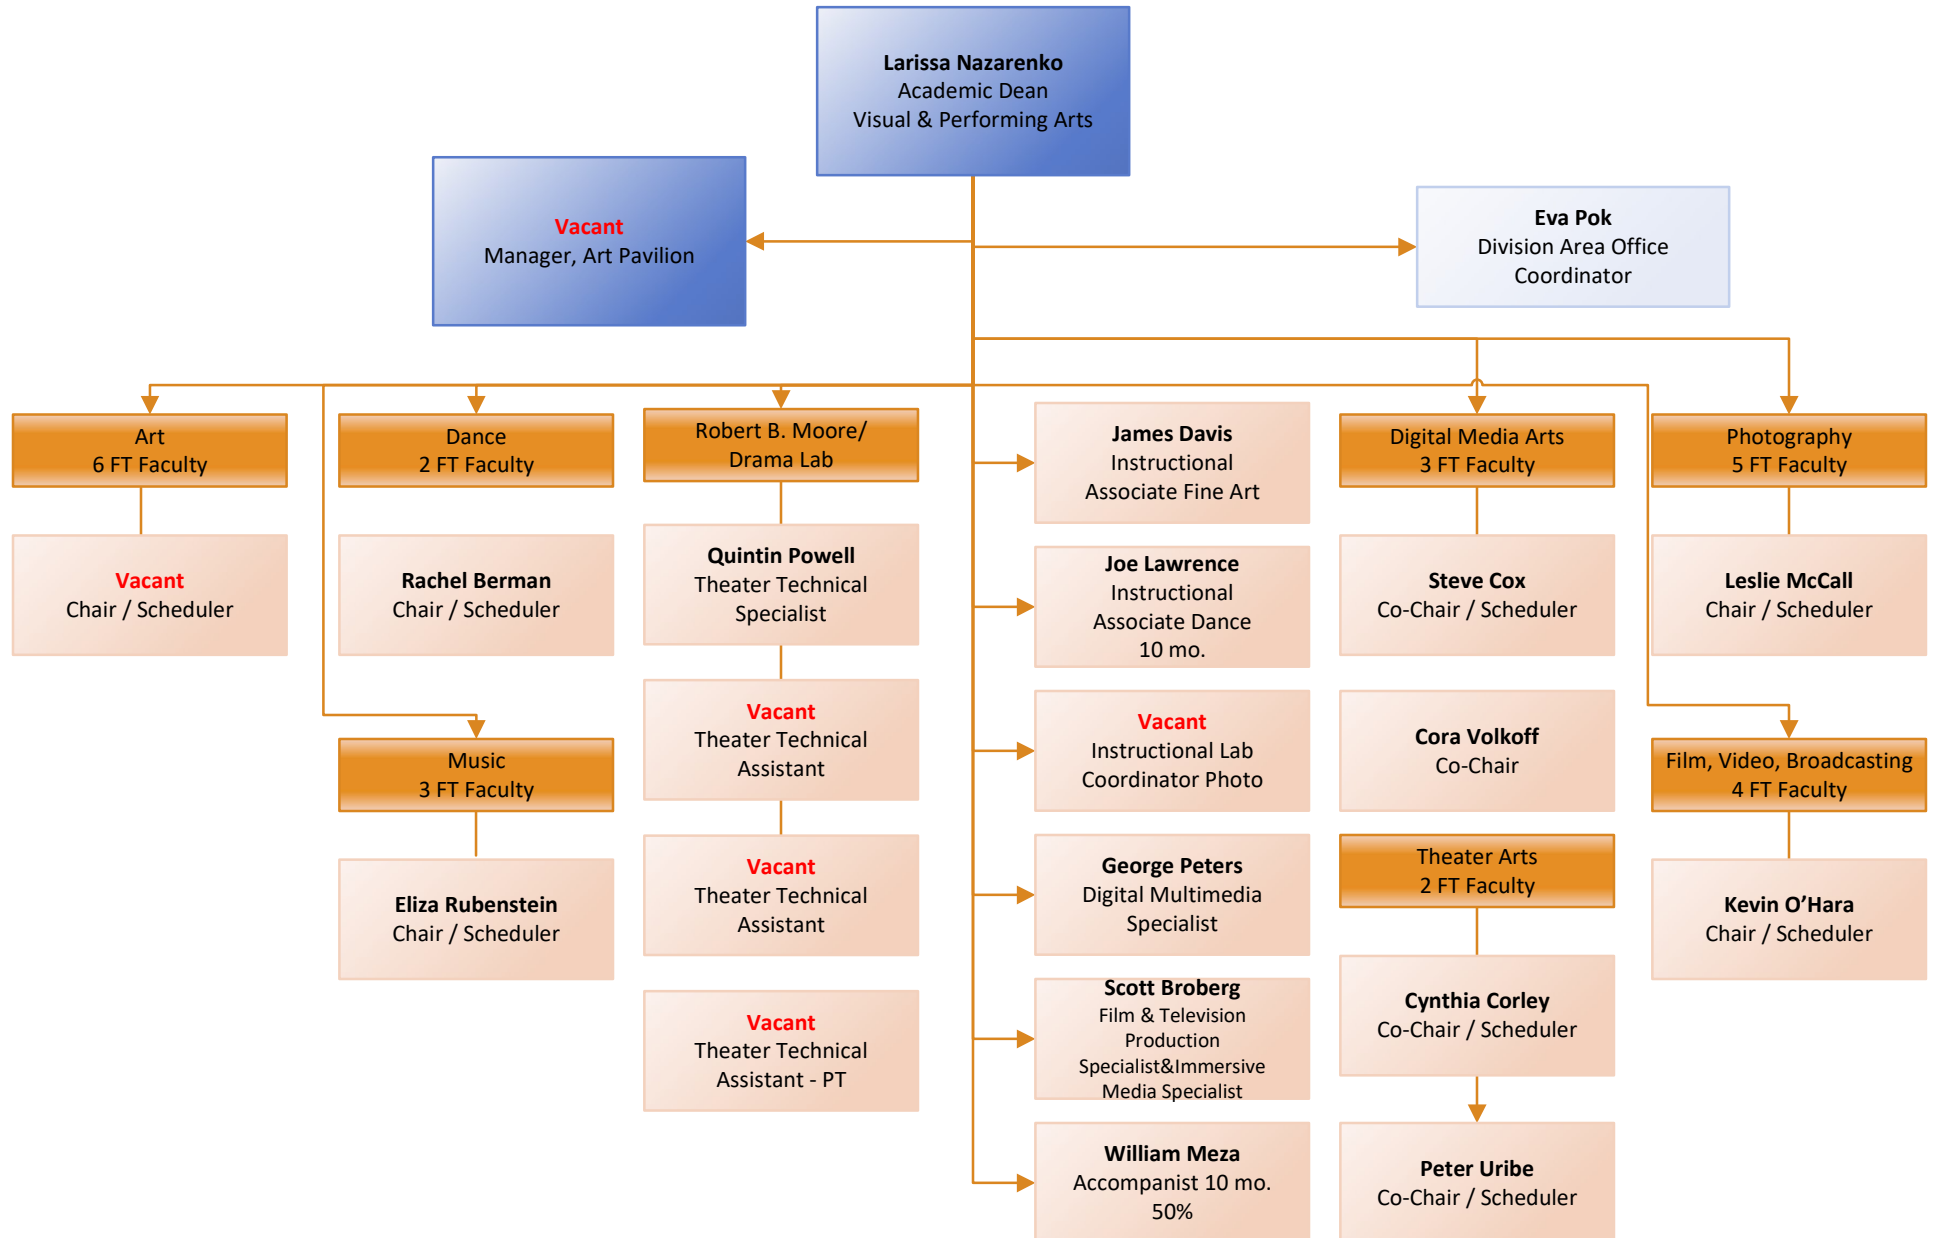 Larissa Nazarenko
Academic Dean
Visual & Performing Arts
Vacant
Manager, Art Pavilion
Eva Pok
Division Area Office
Coordinator
Art
6 FT Faculty
Vacant
Chair / Scheduler
Dance
2 FT Faculty
Rachel Berman
Chair / Scheduler
Music
3 FT Faculty
Eliza Rubenstein
Chair / Scheduler
Robert B. Moore/
Drama Lab
Quintin Powell
Theater Technical
Specialist
Vacant
Theater Technical
Assistant
Vacant
Theater Technical
Assistant
Vacant
Theater Technical
Assistant - PT
James Davis
Instructional
Associate Fine Art
Joe Lawrence
Instructional
Associate Dance
10 mo.
Vacant
Instructional Lab
Coordinator Photo
George Peters
Digital Multimedia
Specialist
Scott Broberg
Film & Television
Production
Specialist&Immersive
Media Specialist
William Meza
Accompanist 10 mo.
50%
Digital Media Arts
3 FT Faculty
Steve Cox
Co-Chair / Scheduler
Cora Volkoff
Co-Chair
Theater Arts
2 FT Faculty
Cynthia Corley
Co-Chair / Scheduler
Peter Uribe
Co-Chair / Scheduler
Photography
5 FT Faculty
Leslie McCall
Chair / Scheduler
Film, Video, Broadcasting
4 FT Faculty
Kevin O’Hara
Chair / Scheduler